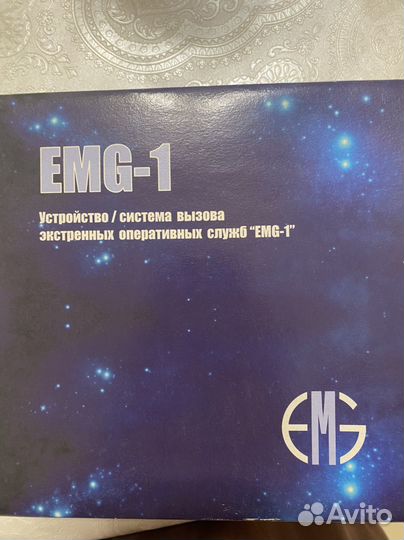 EMG-1
Устройство / система вызова
экстренных оперативных служб "EMG-1"
EMG
Avito